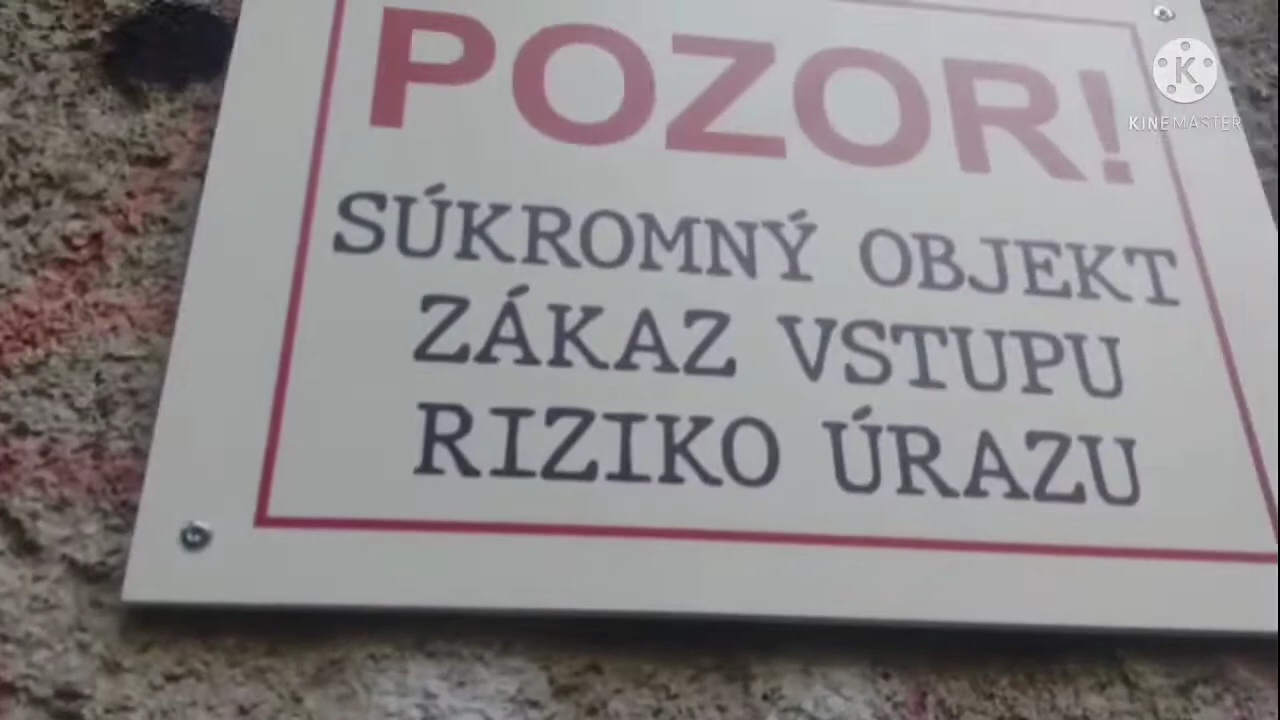 POZOR!
KINEMASTER
SÚKROMNÝ OBJEKT
ZÁKAZ VSTUPU
RIZIKO ÚRAZU